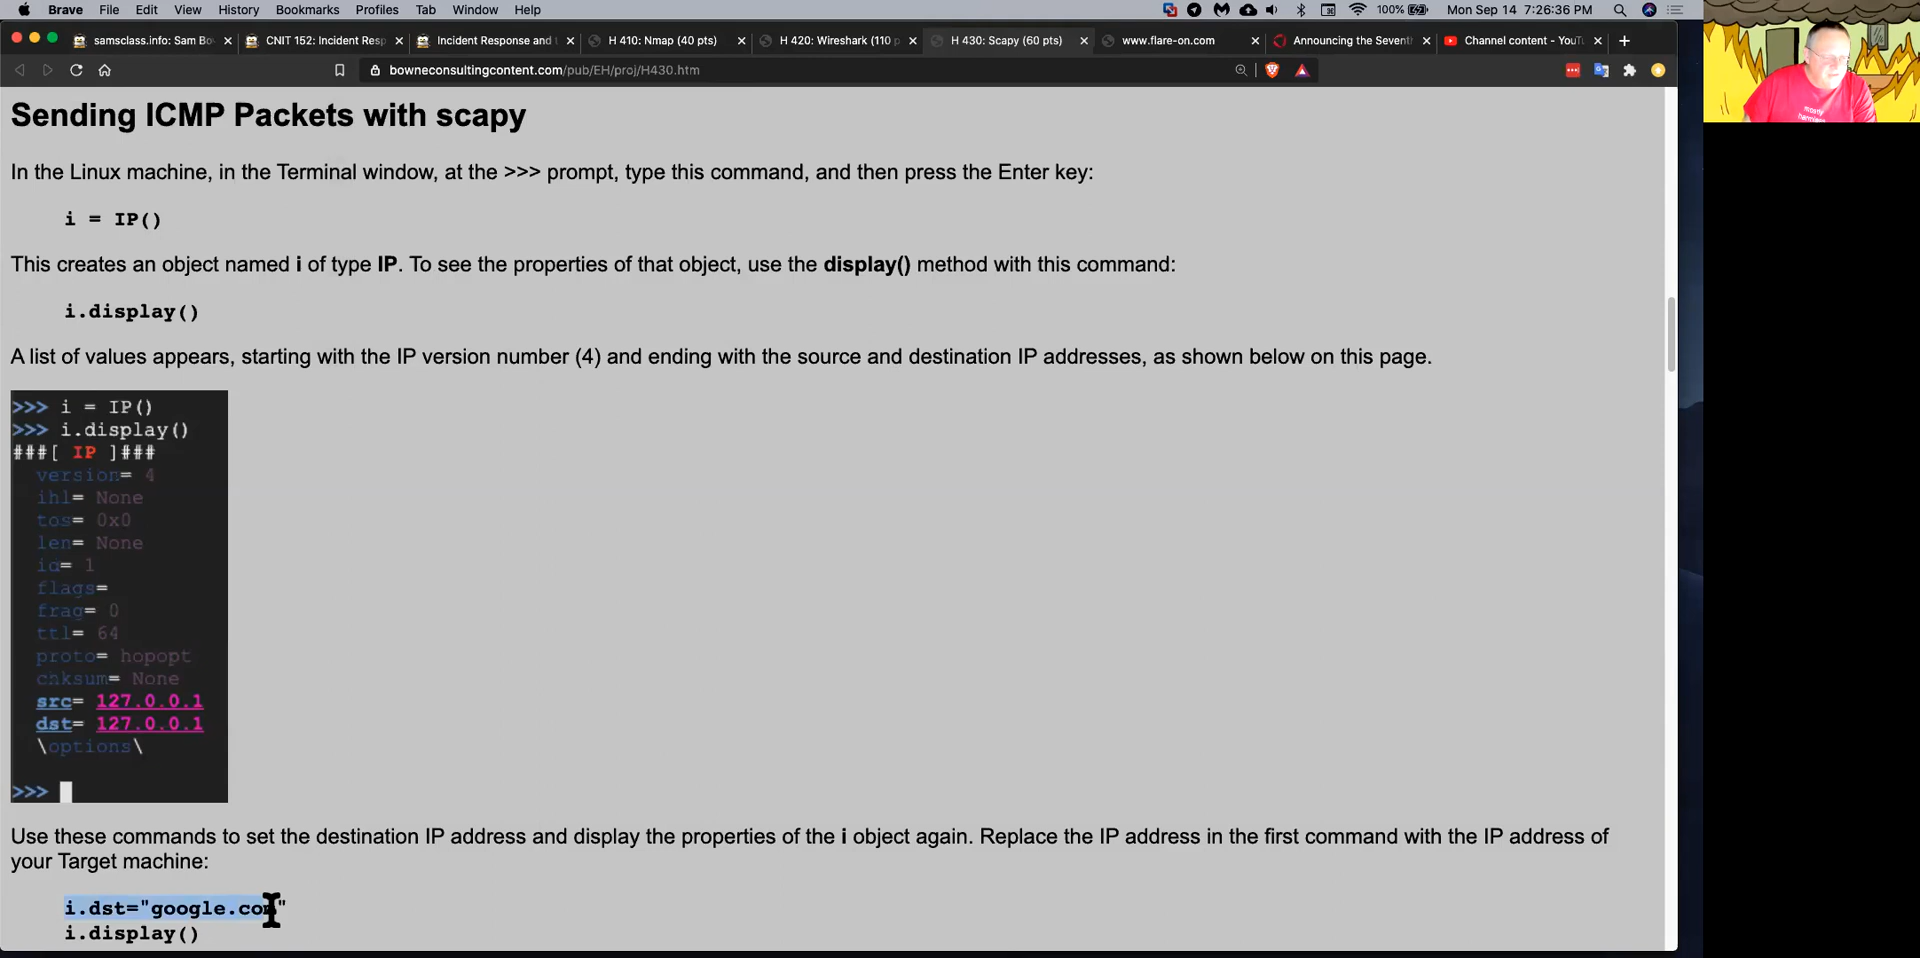 Brave File Edit View History Bookmarks Profiles Tab Window Help 100% Mon Sep 14 7:26:36 PM
samsclass.info: Sam Bo CNIT 152: Incident Resp Incident Response and t H 410: Nmap (40 pts) H 420: Wireshark (110 p H 430: Scapy (60 pts) www.flare-on.com Announcing the Sevent Channel content - YouTu
bowneconsultingcontent.com/pub/EH/proj/H430.htm
Sending ICMP Packets with scapy
In the Linux machine, in the Terminal window, at the >>> prompt, type this command, and then press the Enter key:
i = IP()
This creates an object named i of type IP. To see the properties of that object, use the display() method with this command:
i.display()
A list of values appears, starting with the IP version number (4) and ending with the source and destination IP addresses, as shown below on this page.
>>> i = IP()
>>> i.display()
###[ IP ]###
version= 4
ihl= None
tos= 0x0
len= None
id= 1
flags=
frag= 0
ttl= 64
proto= hopopt
chksum= None
src= 127.0.0.1
dst= 127.0.0.1
\options\
>>>
Use these commands to set the destination IP address and display the properties of the i object again. Replace the IP address in the first command with the IP address of
your Target machine:
i.dst="google.com"
i.display()